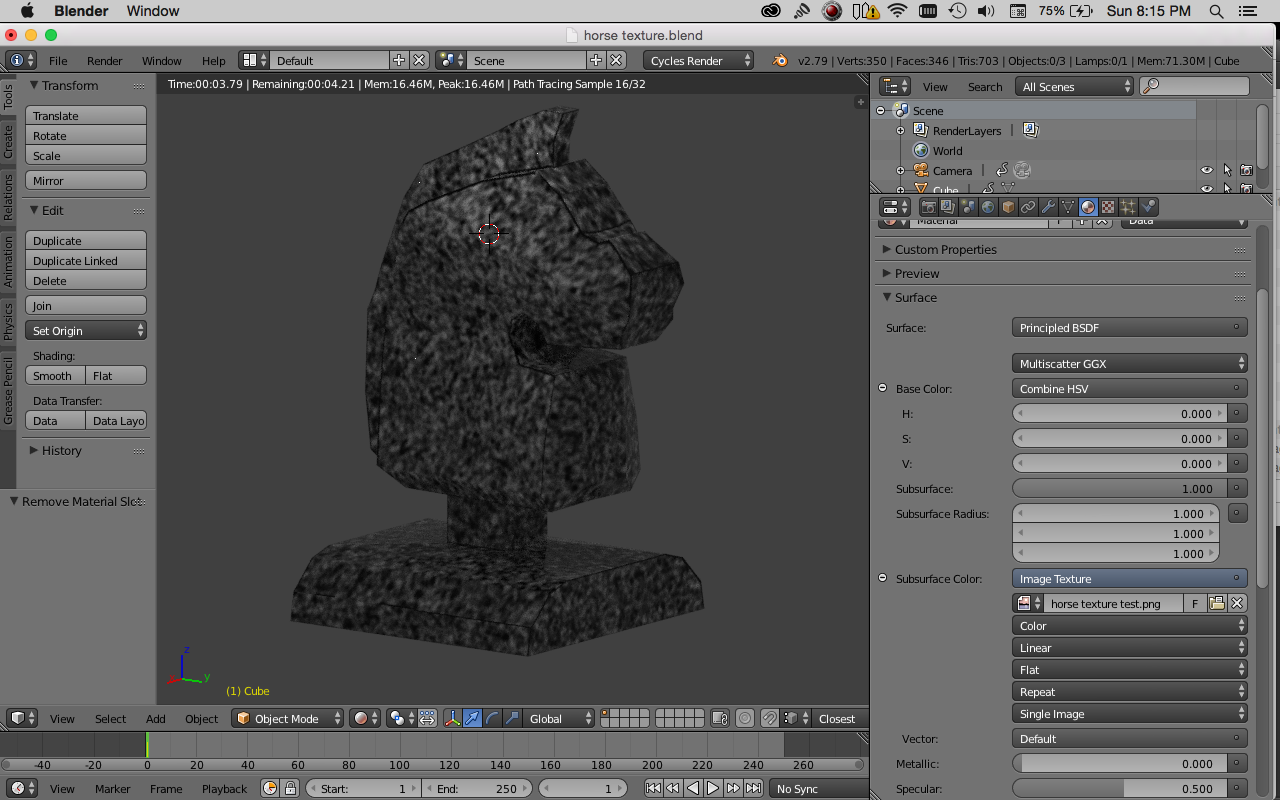 Blender Window 75% Sun 8:15 PM
horse texture.blend
File Render Window Help Default Scene Cycles Render v2.79 | Verts:350 | Faces:346 | Tris:703 | Objects:0/3 | Lamps:0/1 | Mem:71.30M | Cube
Time:00:03.79 | Remaining:00:04.21 | Mem:16.46M, Peak:16.46M | Path Tracing Sample 16/32
Tools
Create
Relations
Animation
Physics
Grease Pencil
Transform
Translate
Rotate
Scale
Mirror
Edit
Duplicate
Duplicate Linked
Delete
Join
Set Origin
Shading:
Smooth Flat
Data Transfer:
Data Data Layo
History
Remove Material Slot
z
y
(1) Cube
View Select Add Object Object Mode Global Closest
-40 -20 0 20 40 60 80 100 120 140 160 180 200 220 240 260 280
View Marker Frame Playback Start: 1 End: 250 1 No Sync
View Search All Scenes
Scene
RenderLayers
World
Camera
Cube
Material F Data
Custom Properties
Preview
Surface
Surface: Principled BSDF
Multiscatter GGX
Base Color: Combine HSV
H: 0.000
S: 0.000
V: 0.000
Subsurface: 1.000
Subsurface Radius: 1.000
1.000
1.000
Subsurface Color: Image Texture
horse texture test.png F
Color
Linear
Flat
Repeat
Single Image
Vector: Default
Metallic: 0.000
Specular: 0.500